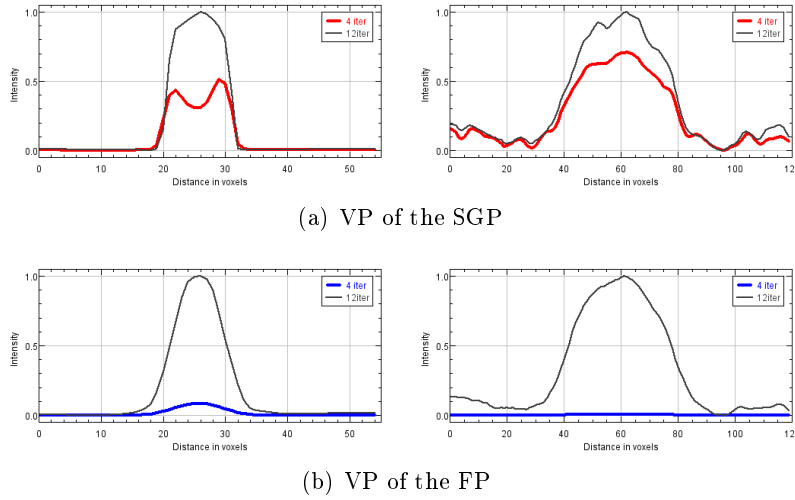 1.0
0.5
0.0
Intensity
0 10 20 30 40 50
Distance in voxels
4 iter
12iter
1.0
0.5
0.0
Intensity
0 20 40 60 80 100 12
Distance in voxels
4 iter
12iter
(a) VP of the SGP
1.0
0.5
0.0
Intensity
0 10 20 30 40 50
Distance in voxels
4 iter
12iter
1.0
0.5
0.0
Intensity
0 20 40 60 80 100 12
Distance in voxels
4 iter
12iter
(b) VP of the FP